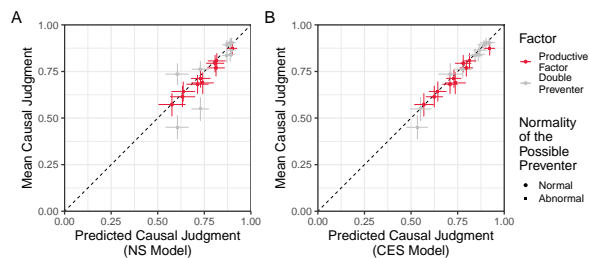 A
Mean Causal Judgment
1.00
0.75
0.50
0.25
0.00
0.00 0.25 0.50 0.75 1.00
Predicted Causal Judgment
(NS Model)
B
Mean Causal Judgment
1.00
0.75
0.50
0.25
0.00
0.00 0.25 0.50 0.75 1.00
Predicted Causal Judgment
(CES Model)
Factor
Productive
Factor
Double
Preventer
Normality
of the
Possible
Preventer
Normal
Abnormal